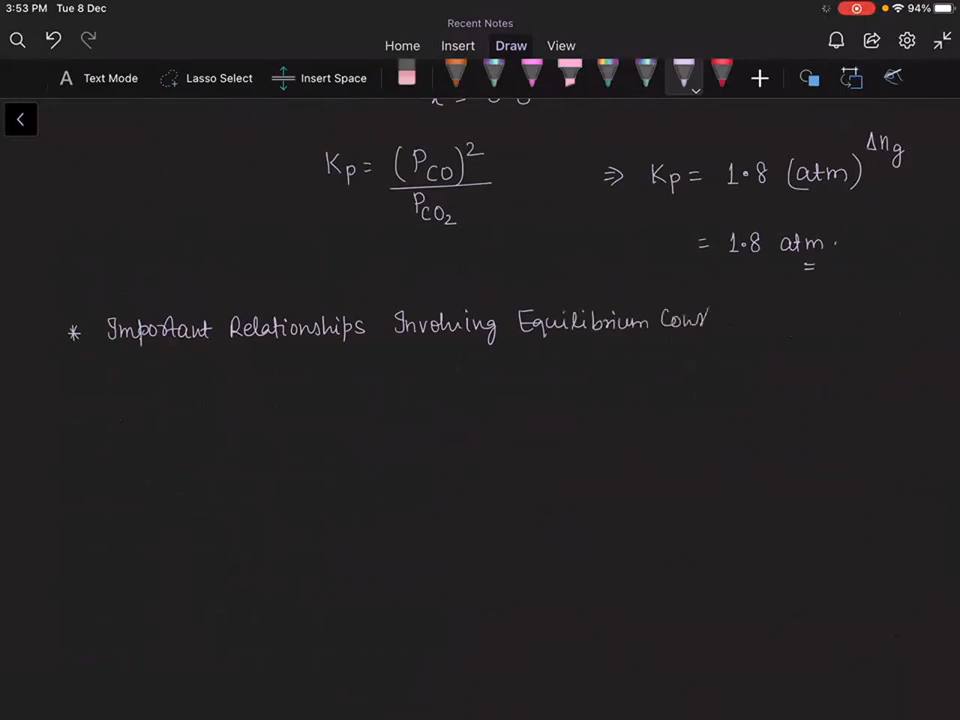 3:53 PM Tue 8 Dec
94%
Recent Notes
Home Insert Draw View
Text Mode Lasso Select Insert Space
Kp = (PCO)² / PCO₂ ⇒ Kp = 1.8 (atm)^Δng
= 1.8 atm.
* Important Relationships Involving Equilibrium Cons